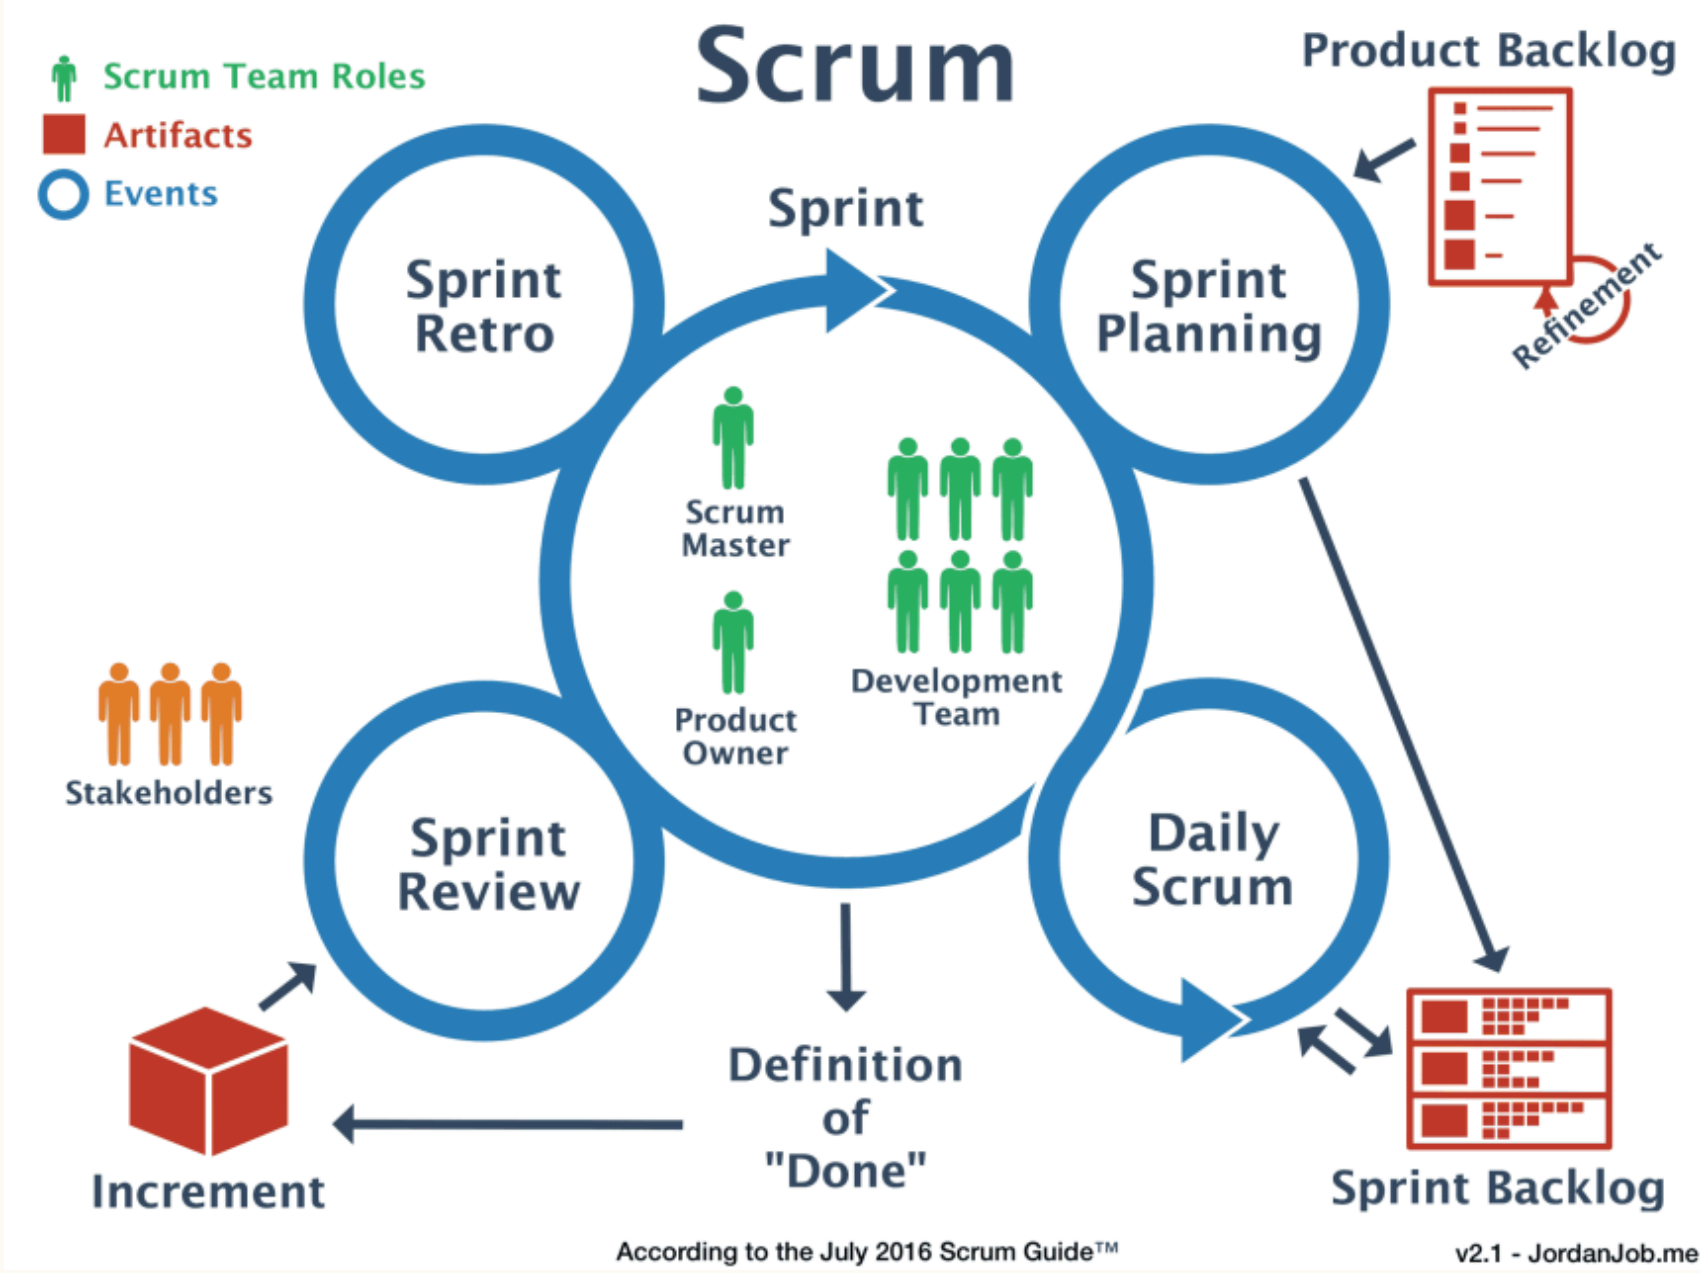 Scrum
Scrum Team Roles
Artifacts
Events
Product Backlog
Refinement
Sprint
Sprint
Retro
Sprint
Planning
Scrum
Master
Product
Owner
Development
Team
Stakeholders
Sprint
Review
Daily
Scrum
Definition
of
"Done"
Increment
Sprint Backlog
According to the July 2016 Scrum Guide™
v2.1 - JordanJob.me